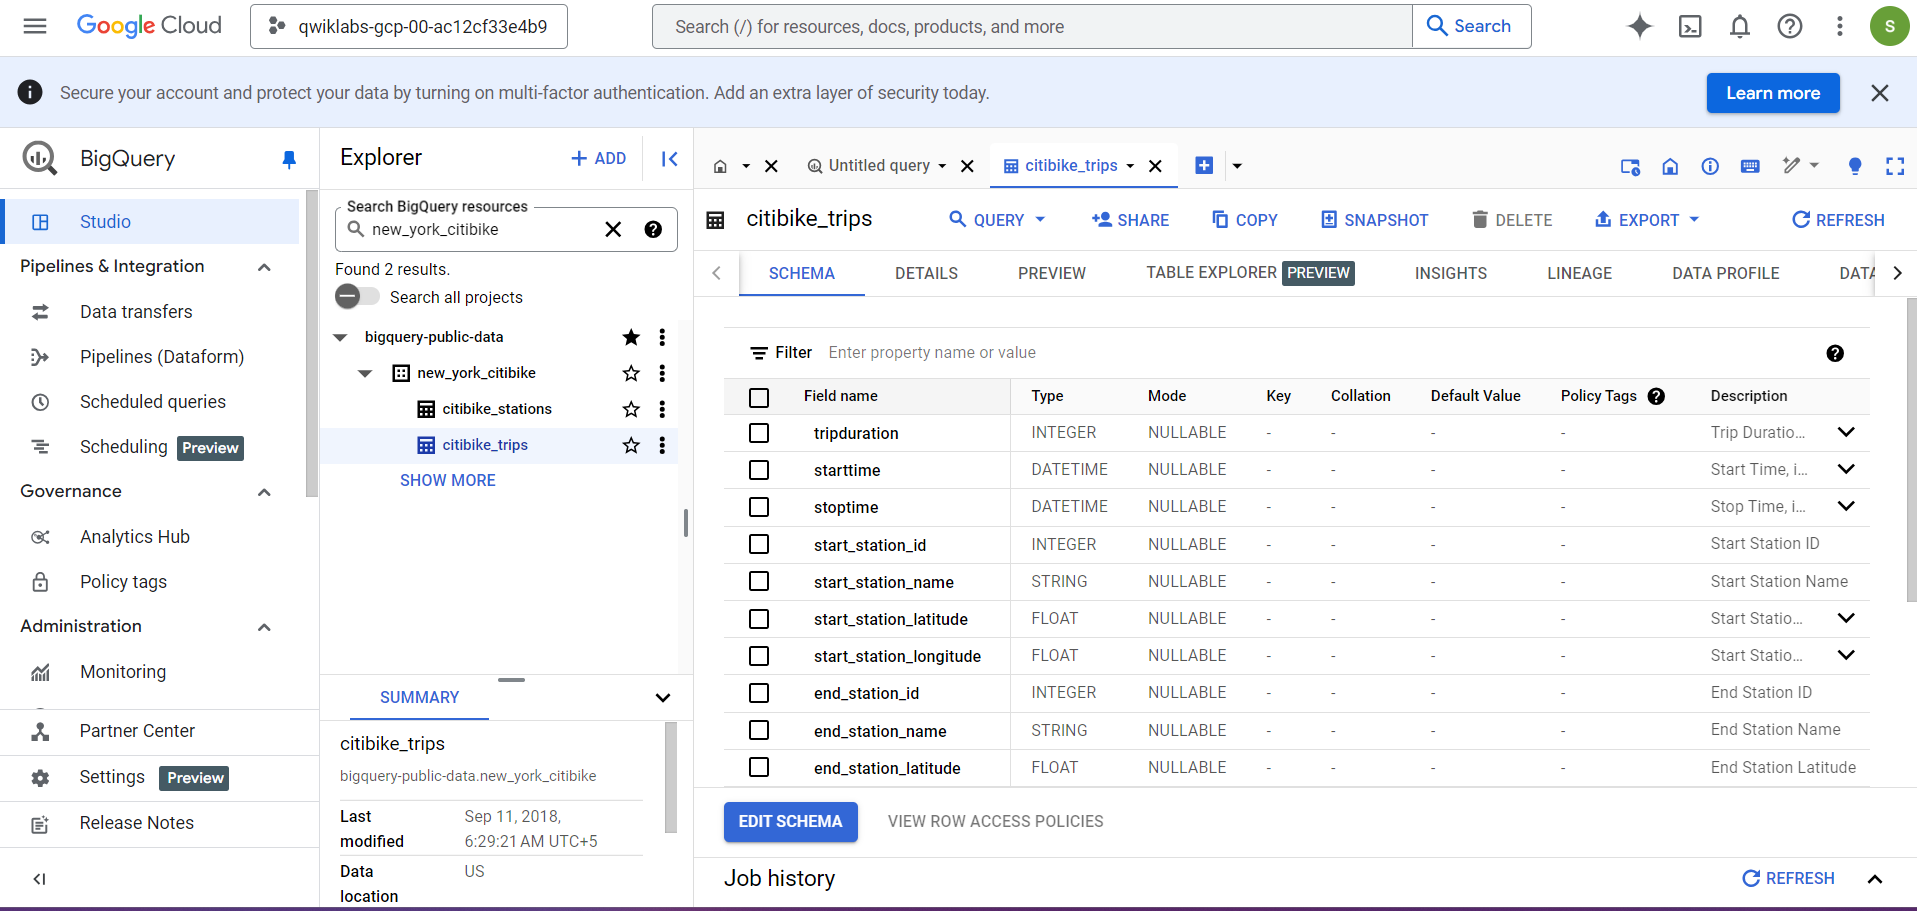 Google Cloud
qwiklabs-gcp-00-ac12cf33e4b9
Search (/) for resources, docs, products, and more
Search
S
Secure your account and protect your data by turning on multi-factor authentication. Add an extra layer of security today.
Learn more
BigQuery
Studio
Pipelines & Integration
Data transfers
Pipelines (Dataform)
Scheduled queries
Scheduling Preview
Governance
Analytics Hub
Policy tags
Administration
Monitoring
Partner Center
Settings Preview
Release Notes
Explorer
+ ADD
Search BigQuery resources
new_york_citibike
Found 2 results.
Search all projects
bigquery-public-data
new_york_citibike
citibike_stations
citibike_trips
SHOW MORE
SUMMARY
citibike_trips
bigquery-public-data.new_york_citibike
Last modified Sep 11, 2018, 6:29:21 AM UTC+5
Data location US
Untitled query
citibike_trips
citibike_trips
QUERY SHARE COPY SNAPSHOT DELETE EXPORT REFRESH
SCHEMA DETAILS PREVIEW TABLE EXPLORER PREVIEW INSIGHTS LINEAGE DATA PROFILE DATA
Filter Enter property name or value
Field name Type Mode Key Collation Default Value Policy Tags Description
tripduration INTEGER NULLABLE - - - - Trip Duratio...
starttime DATETIME NULLABLE - - - - Start Time, i...
stoptime DATETIME NULLABLE - - - - Stop Time, i...
start_station_id INTEGER NULLABLE - - - - Start Station ID
start_station_name STRING NULLABLE - - - - Start Station Name
start_station_latitude FLOAT NULLABLE - - - - Start Statio...
start_station_longitude FLOAT NULLABLE - - - - Start Statio...
end_station_id INTEGER NULLABLE - - - - End Station ID
end_station_name STRING NULLABLE - - - - End Station Name
end_station_latitude FLOAT NULLABLE - - - - End Station Latitude
EDIT SCHEMA VIEW ROW ACCESS POLICIES
Job history
REFRESH